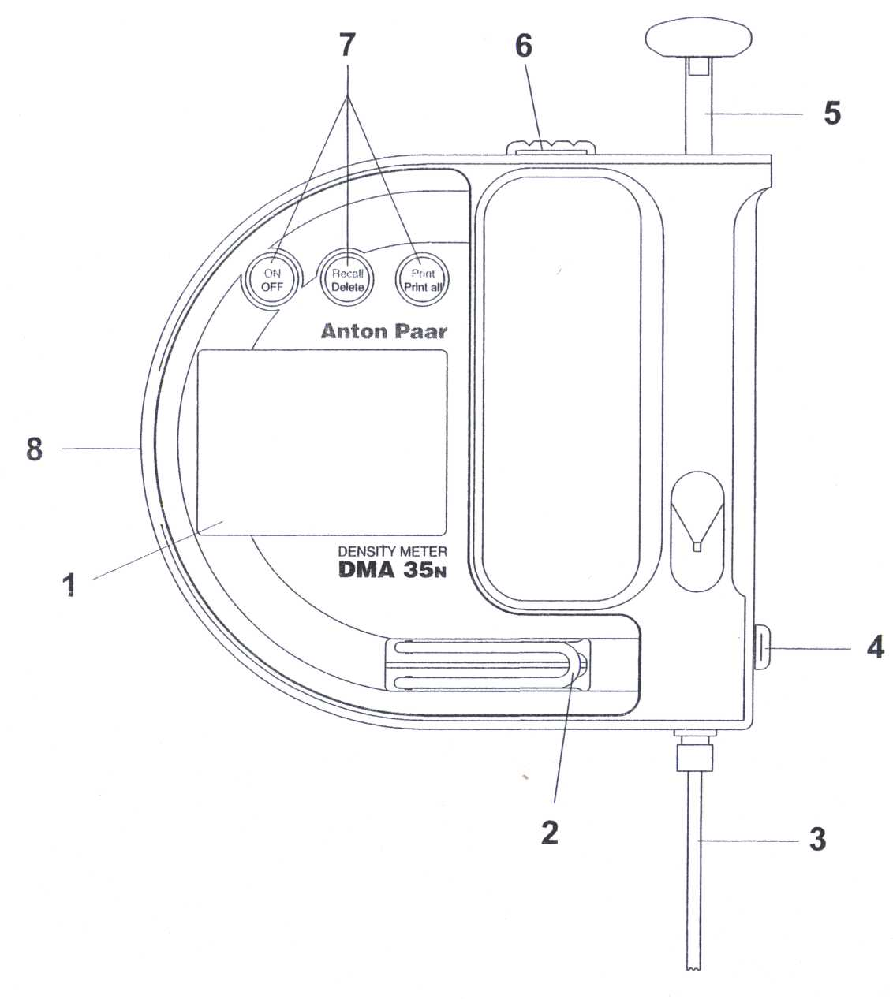 7
6
5
ON
OFF
Recall
Delete
Print
Print all
Anton Paar
8
1
DENSITY METER
DMA 35N
4
2
3